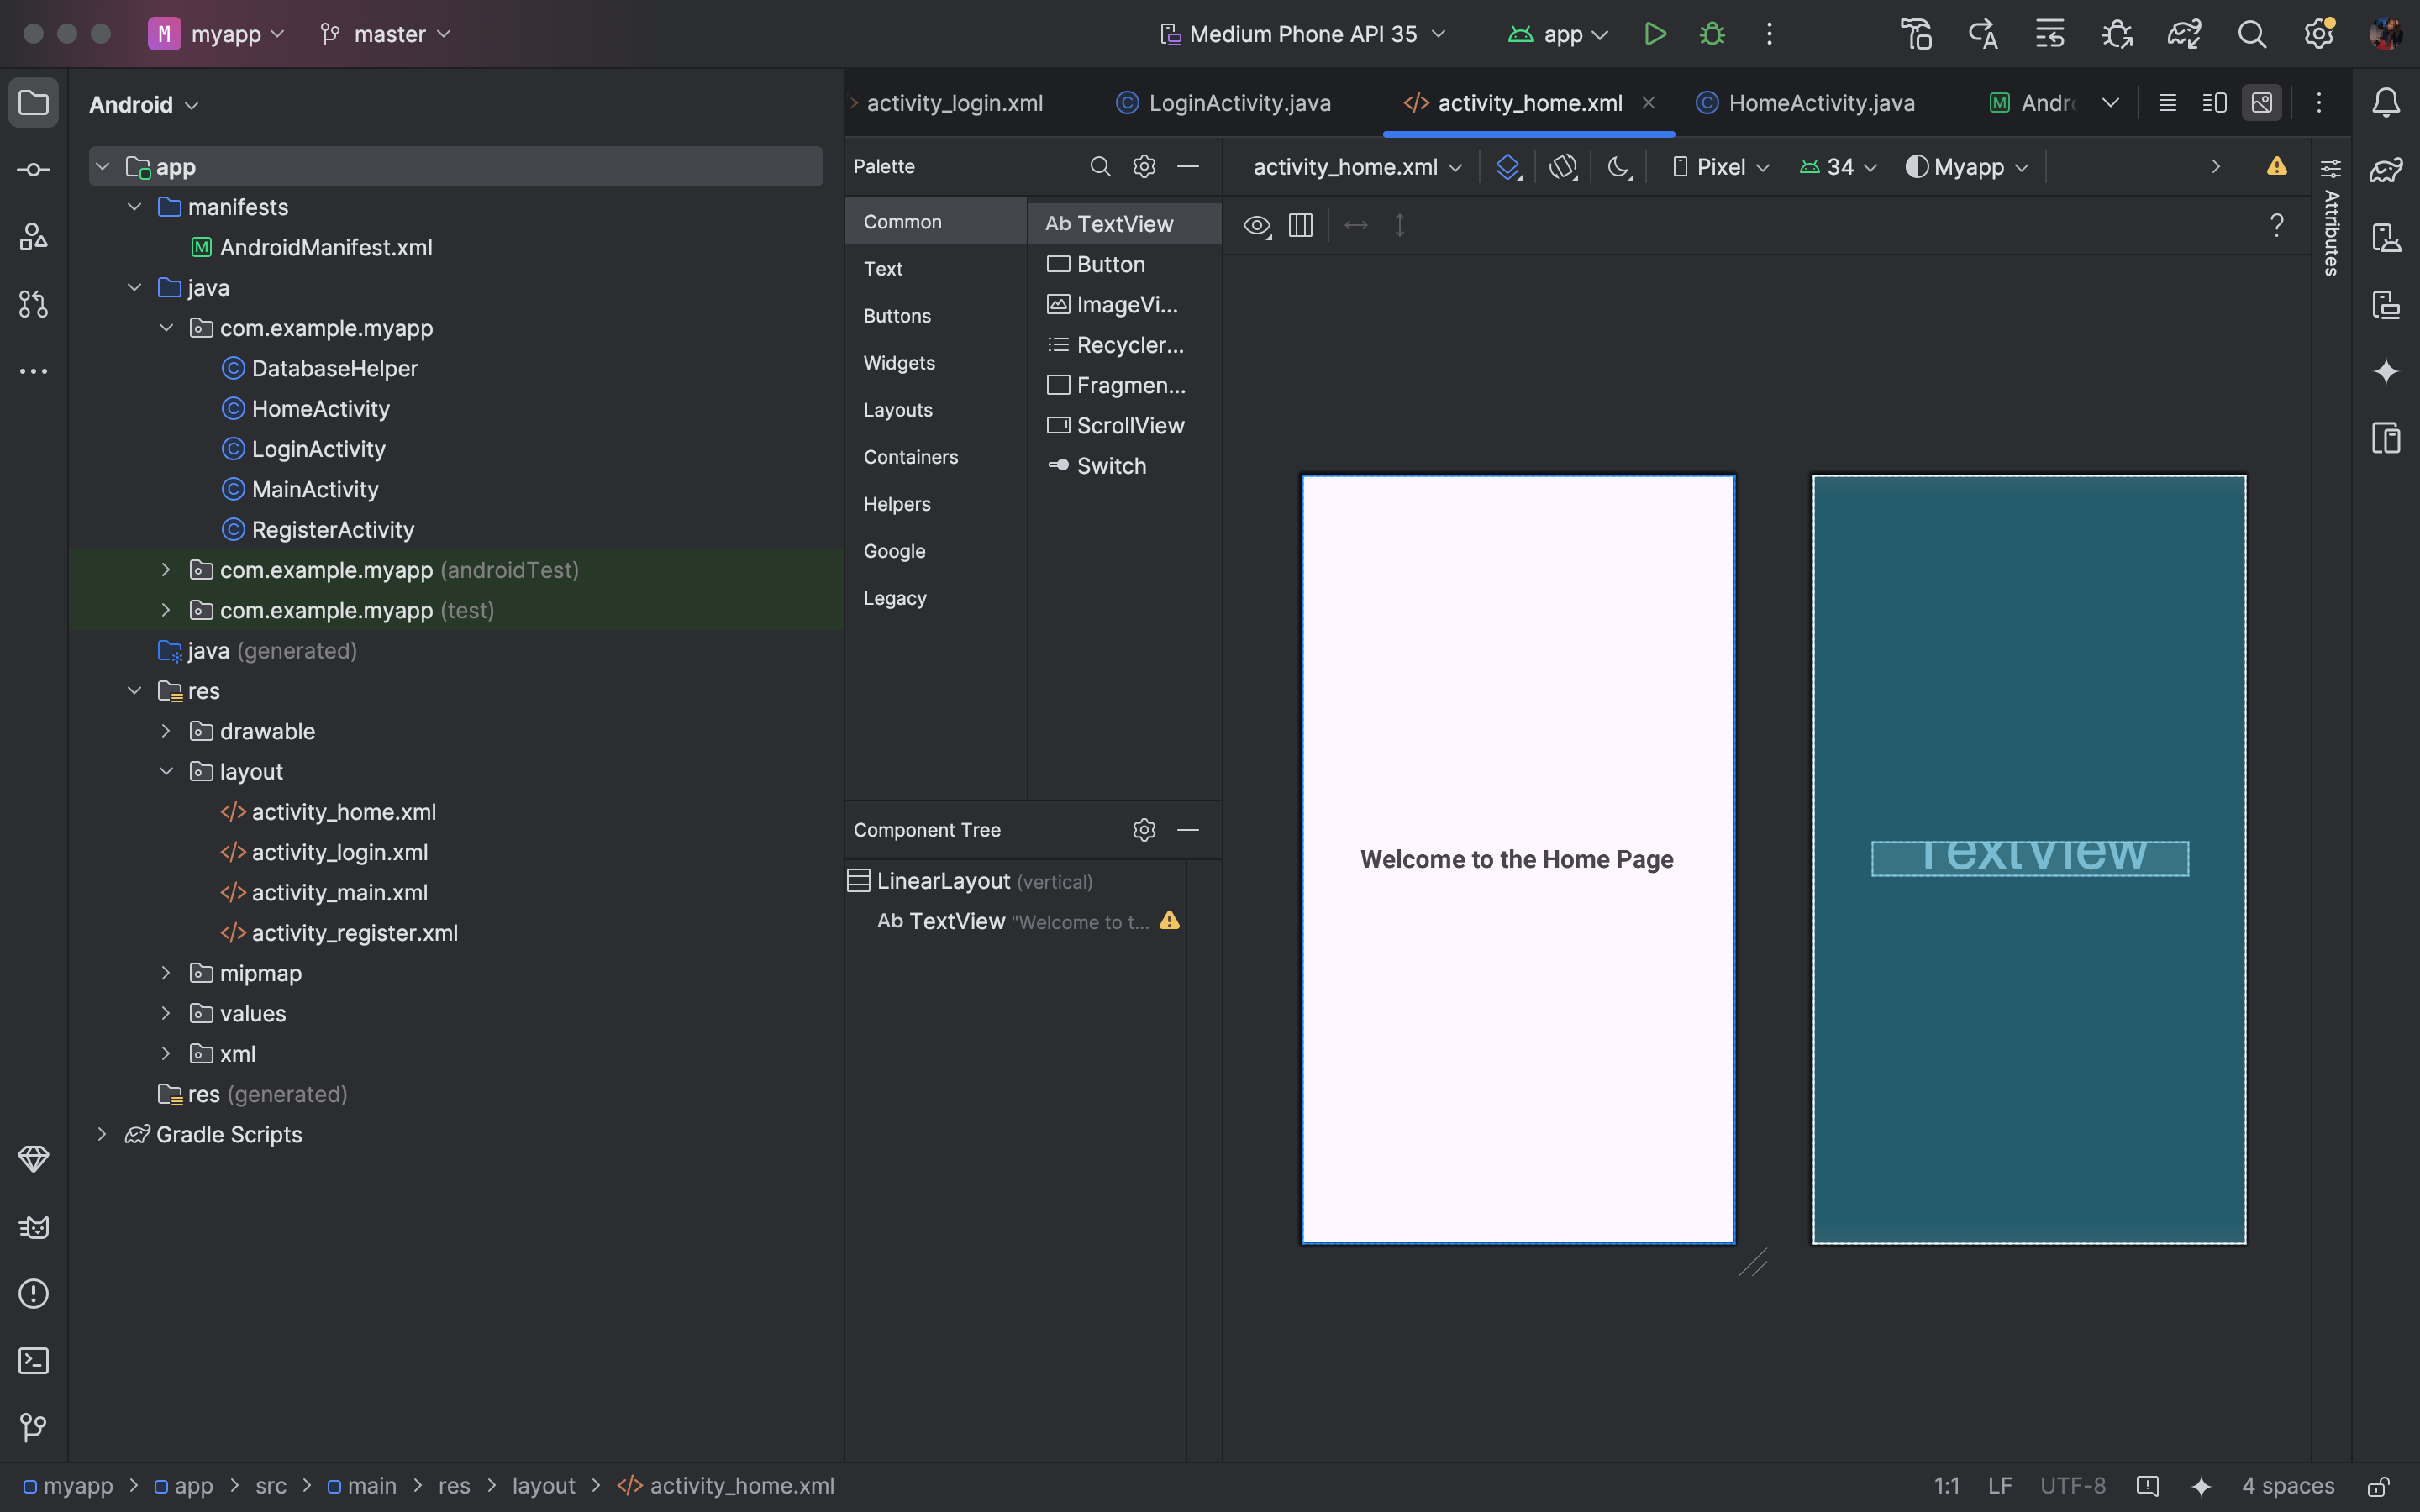 M myapp master Medium Phone API 35 app
Android
activity_login.xml LoginActivity.java activity_home.xml HomeActivity.java M Andr
app
manifests
M AndroidManifest.xml
java
com.example.myapp
C DatabaseHelper
C HomeActivity
C LoginActivity
C MainActivity
C RegisterActivity
com.example.myapp (androidTest)
com.example.myapp (test)
java (generated)
res
drawable
layout
</> activity_home.xml
</> activity_login.xml
</> activity_main.xml
</> activity_register.xml
mipmap
values
xml
res (generated)
Gradle Scripts
Palette
Common
Text
Buttons
Widgets
Layouts
Containers
Helpers
Google
Legacy
Ab TextView
Button
ImageVi...
Recycler...
Fragmen...
ScrollView
Switch
Component Tree
LinearLayout (vertical)
Ab TextView "Welcome to t...
activity_home.xml Pixel 34 Myapp
?
Attributes
Welcome to the Home Page
TextView
myapp > app > src > main > res > layout > </> activity_home.xml
1:1 LF UTF-8 4 spaces